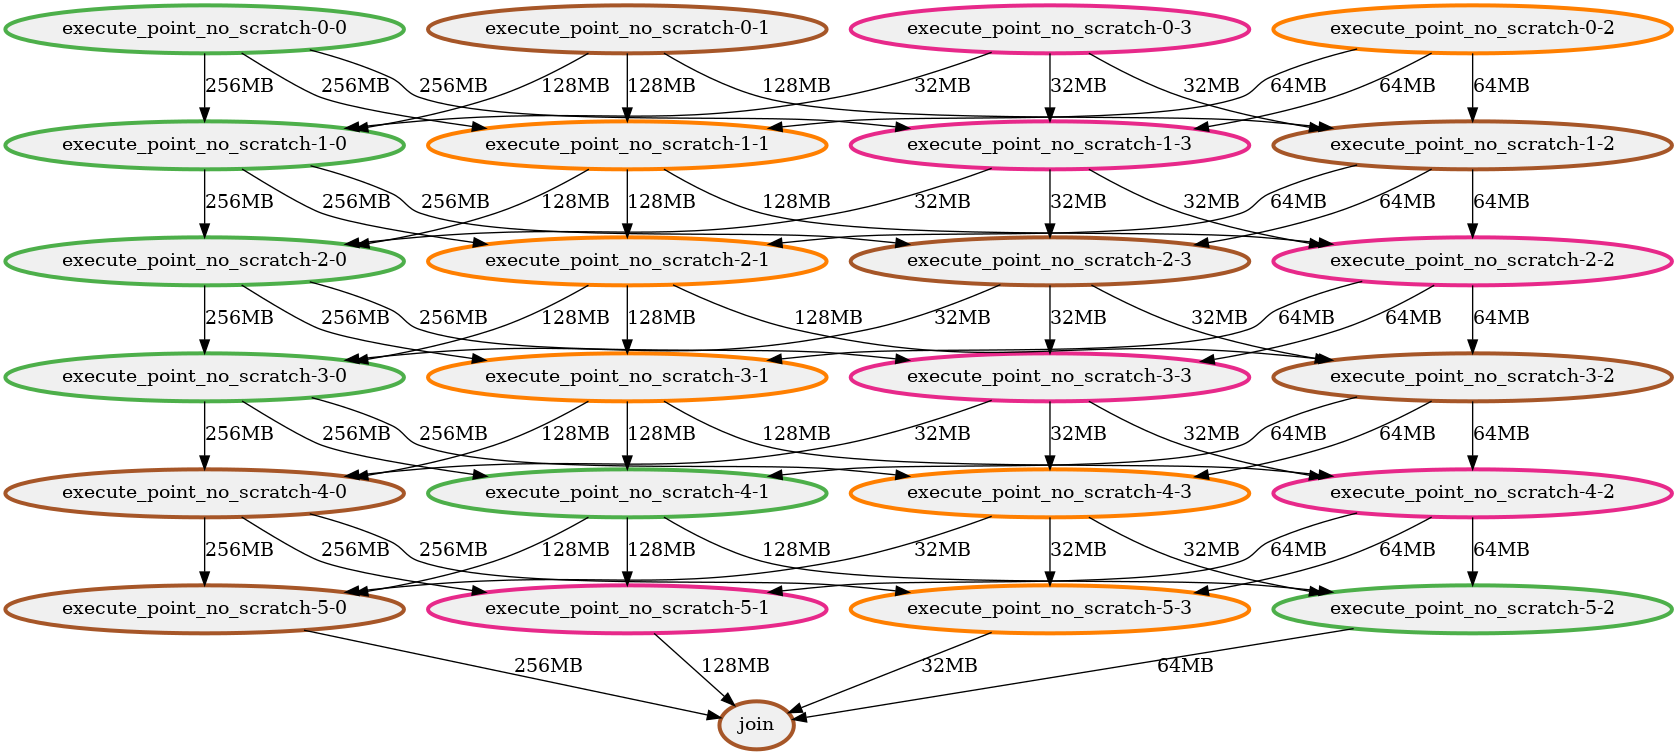 execute_point_no_scratch-0-0 execute_point_no_scratch-0-1 execute_point_no_scratch-0-3 execute_point_no_scratch-0-2
256MB 256MB 256MB 128MB 128MB 128MB 32MB 32MB 32MB 64MB 64MB 64MB
execute_point_no_scratch-1-0 execute_point_no_scratch-1-1 execute_point_no_scratch-1-3 execute_point_no_scratch-1-2
256MB 256MB 256MB 128MB 128MB 128MB 32MB 32MB 32MB 64MB 64MB 64MB
execute_point_no_scratch-2-0 execute_point_no_scratch-2-1 execute_point_no_scratch-2-3 execute_point_no_scratch-2-2
256MB 256MB 256MB 128MB 128MB 128MB 32MB 32MB 32MB 64MB 64MB 64MB
execute_point_no_scratch-3-0 execute_point_no_scratch-3-1 execute_point_no_scratch-3-3 execute_point_no_scratch-3-2
256MB 256MB 256MB 128MB 128MB 128MB 32MB 32MB 32MB 64MB 64MB 64MB
execute_point_no_scratch-4-0 execute_point_no_scratch-4-1 execute_point_no_scratch-4-3 execute_point_no_scratch-4-2
256MB 256MB 256MB 128MB 128MB 128MB 32MB 32MB 32MB 64MB 64MB 64MB
execute_point_no_scratch-5-0 execute_point_no_scratch-5-1 execute_point_no_scratch-5-3 execute_point_no_scratch-5-2
256MB 128MB 32MB 64MB
join